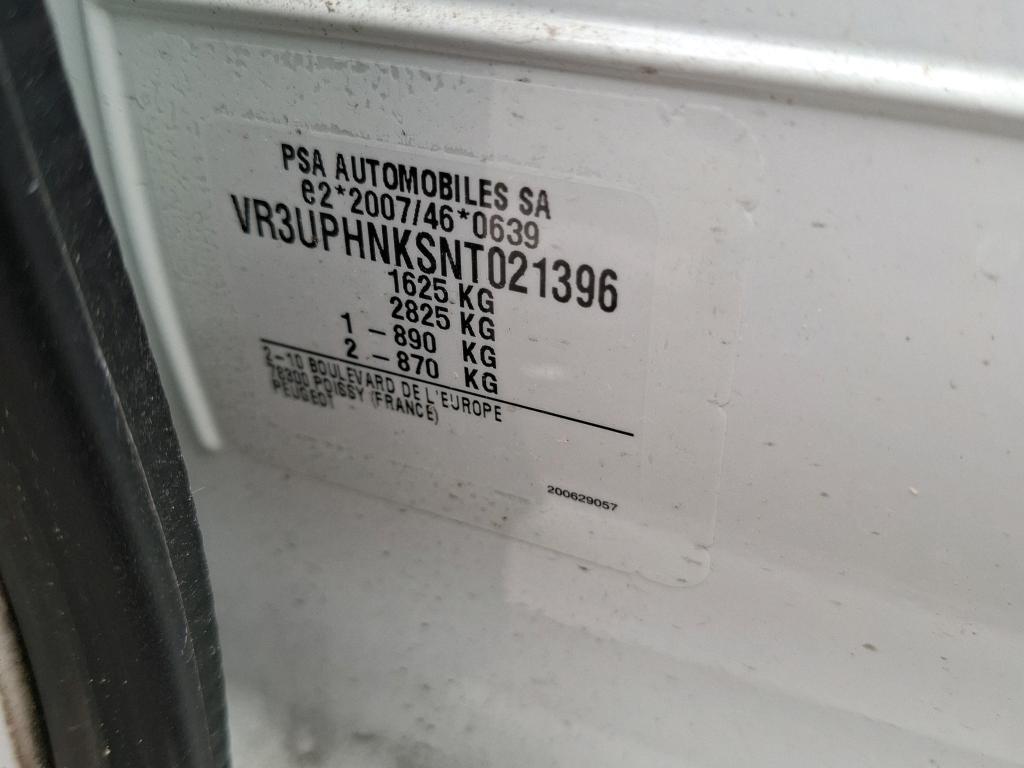 PSA AUTOMOBILES SA
e2*2007/46*0639
VR3UPHNKSNT021396
1625 KG
2825 KG
1 -890 KG
2 -870 KG
2-10 BOULEVARD DE L'EUROPE
78300 POISSY (FRANCE)
PEUGEOT
200629057